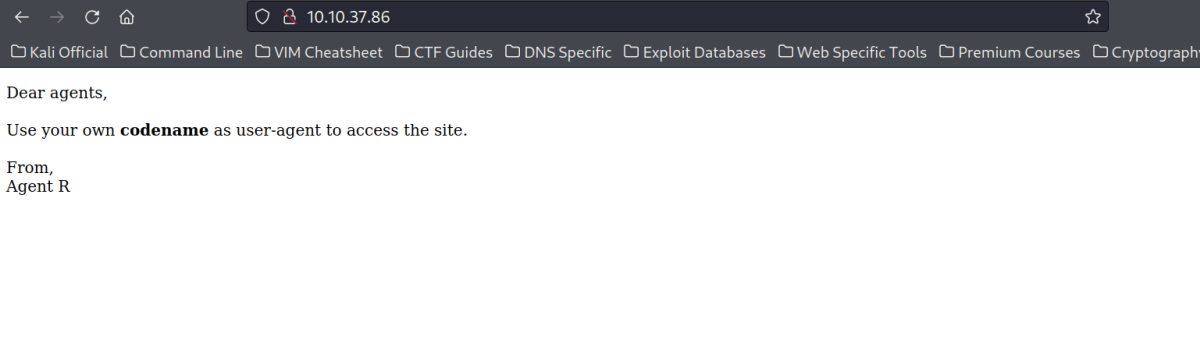 10.10.37.86
Kali Official Command Line VIM Cheatsheet CTF Guides DNS Specific Exploit Databases Web Specific Tools Premium Courses Cryptography
Dear agents,
Use your own codename as user-agent to access the site.
From,
Agent R